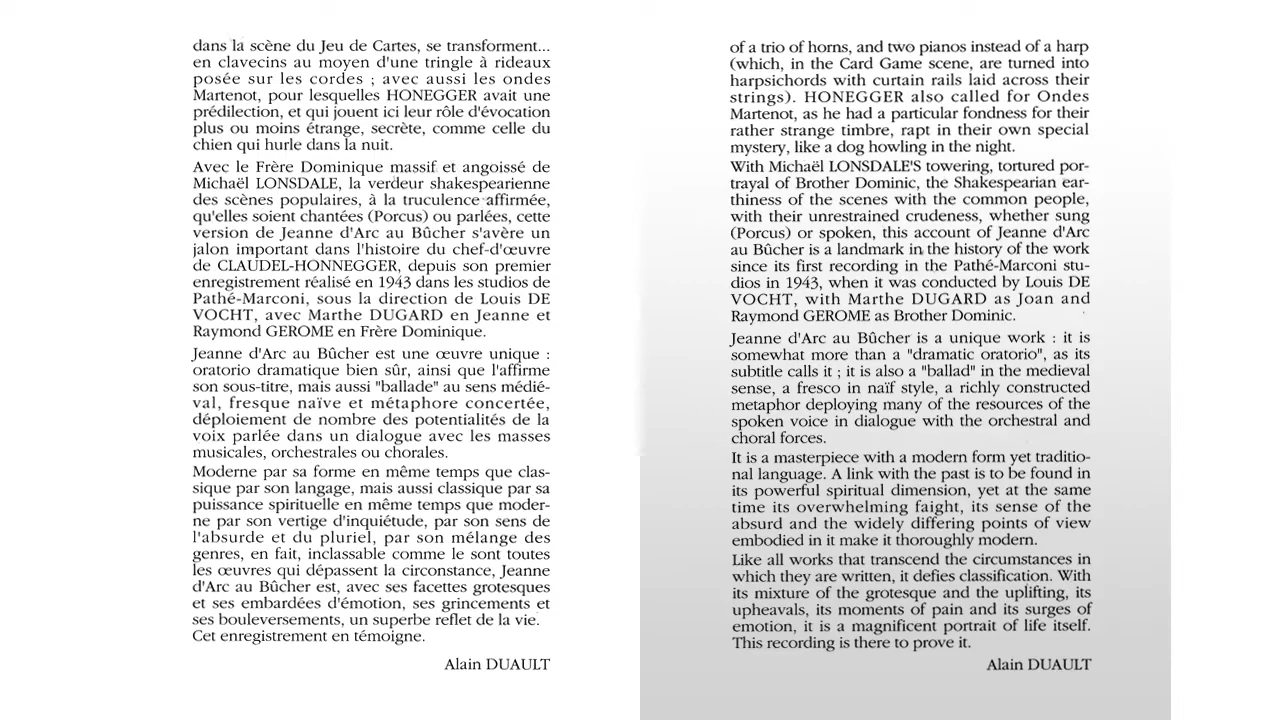 dans la scène du Jeu de Cartes, se transforment...
en clavecins au moyen d'une tringle à rideaux
posée sur les cordes ; avec aussi les ondes
Martenot, pour lesquelles HONEGGER avait une
prédilection, et qui jouent ici leur rôle d'évocation
plus ou moins étrange, secrète, comme celle du
chien qui hurle dans la nuit.
Avec le Frère Dominique massif et angoissé de
Michaël LONSDALE, la verdeur shakespearienne
des scènes populaires, à la truculence affirmée,
qu'elles soient chantées (Porcus) ou parlées, cette
version de Jeanne d'Arc au Bûcher s'avère un
jalon important dans l'histoire du chef-d'œuvre
de CLAUDEL-HONNEGGER, depuis son premier
enregistrement réalisé en 1943 dans les studios de
Pathé-Marconi, sous la direction de Louis DE
VOCHT, avec Marthe DUGARD en Jeanne et
Raymond GEROME en Frère Dominique.
Jeanne d'Arc au Bûcher est une œuvre unique :
oratorio dramatique bien sûr, ainsi que l'affirme
son sous-titre, mais aussi "ballade" au sens médié-
val, fresque naïve et métaphore concertée,
déploiement de nombre des potentialités de la
voix parlée dans un dialogue avec les masses
musicales, orchestrales ou chorales.
Moderne par sa forme en même temps que clas-
sique par son langage, mais aussi classique par sa
puissance spirituelle en même temps que moder-
ne par son vertige d'inquiétude, par son sens de
l'absurde et du pluriel, par son mélange des
genres, en fait, inclassable comme le sont toutes
les œuvres qui dépassent la circonstance, Jeanne
d'Arc au Bûcher est, avec ses facettes grotesques
et ses embardées d'émotion, ses grincements et
ses bouleversements, un superbe reflet de la vie.
Cet enregistrement en témoigne.
Alain DUAULT
of a trio of horns, and two pianos instead of a harp
(which, in the Card Game scene, are turned into
harpsichords with curtain rails laid across their
strings). HONEGGER also called for Ondes
Martenot, as he had a particular fondness for their
rather strange timbre, rapt in their own special
mystery, like a dog howling in the night.
With Michaël LONSDALE'S towering, tortured por-
trayal of Brother Dominic, the Shakespearian ear-
thiness of the scenes with the common people,
with their unrestrained crudeness, whether sung
(Porcus) or spoken, this account of Jeanne d'Arc
au Bûcher is a landmark in the history of the work
since its first recording in the Pathé-Marconi stu-
dios in 1943, when it was conducted by Louis DE
VOCHT, with Marthe DUGARD as Joan and
Raymond GEROME as Brother Dominic.
Jeanne d'Arc au Bûcher is a unique work : it is
somewhat more than a "dramatic oratorio", as its
subtitle calls it ; it is also a "ballad" in the medieval
sense, a fresco in naïf style, a richly constructed
metaphor deploying many of the resources of the
spoken voice in dialogue with the orchestral and
choral forces.
It is a masterpiece with a modern form yet traditio-
nal language. A link with the past is to be found in
its powerful spiritual dimension, yet at the same
time its overwhelming faight, its sense of the
absurd and the widely differing points of view
embodied in it make it thoroughly modern.
Like all works that transcend the circumstances in
which they are written, it defies classification. With
its mixture of the grotesque and the uplifting, its
upheavals, its moments of pain and its surges of
emotion, it is a magnificent portrait of life itself.
This recording is there to prove it.
Alain DUAULT